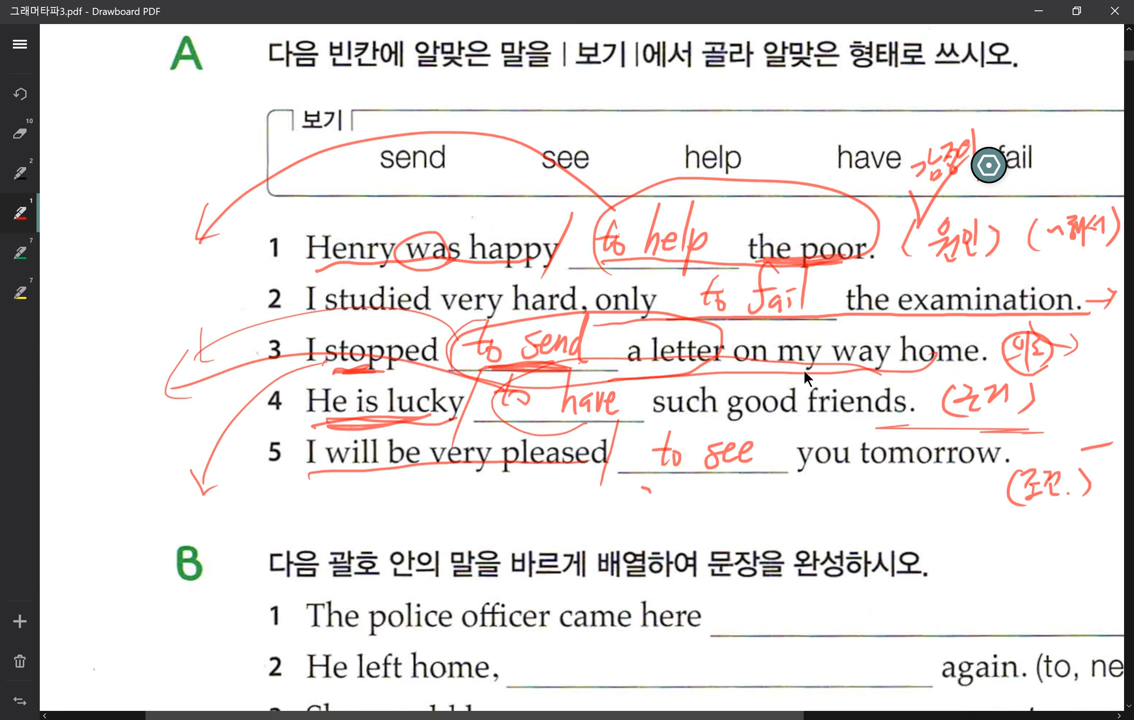 그래머타파3.pdf - Drawboard PDF
A 다음 빈칸에 알맞은 말을 | 보기 |에서 골라 알맞은 형태로 쓰시오.
보기
send see help have fail
감정의
1 Henry was happy / to help the poor. (원인) (~해서)
2 I studied very hard, only to fail the examination.
3 I stopped to send a letter on my way home.
4 He is lucky / to have such good friends. (근거)
5 I will be very pleased / to see you tomorrow.
(조건.)
B 다음 괄호 안의 말을 바르게 배열하여 문장을 완성하시오.
1 The police officer came here
2 He left home, again. (to, ne
10
2
1
7
7